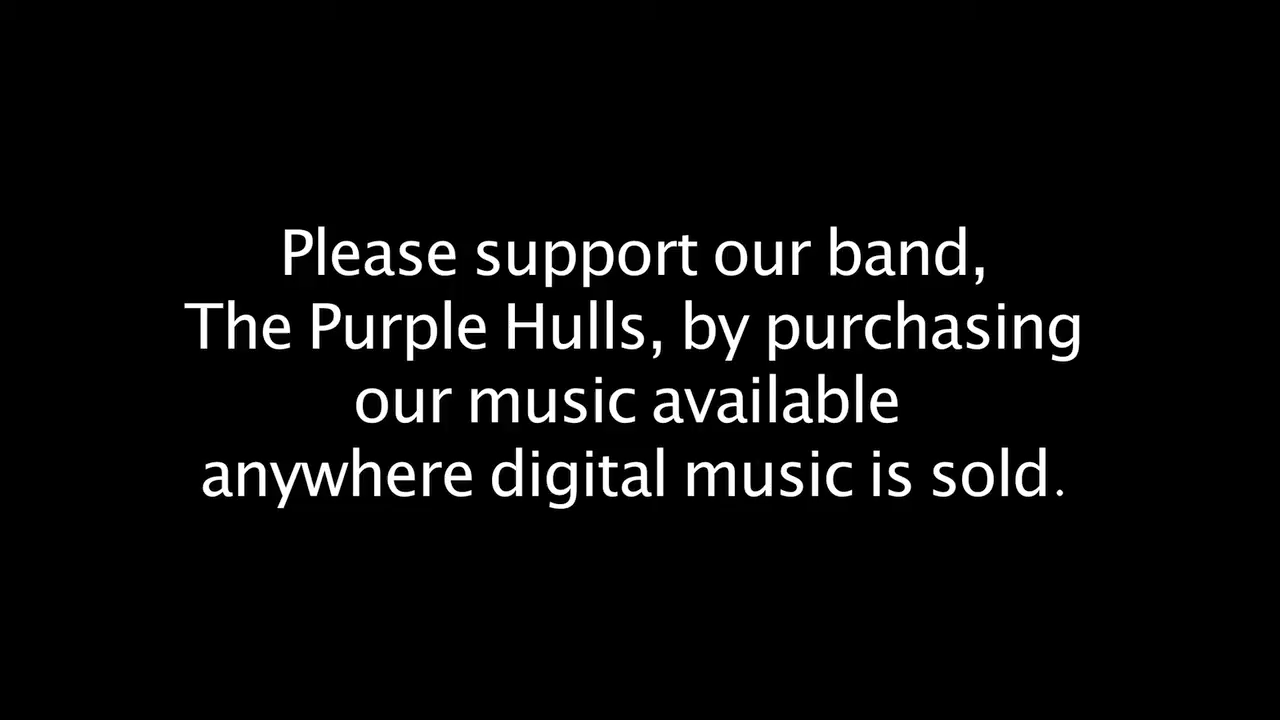 Please support our band,
The Purple Hulls, by purchasing
our music available
anywhere digital music is sold.